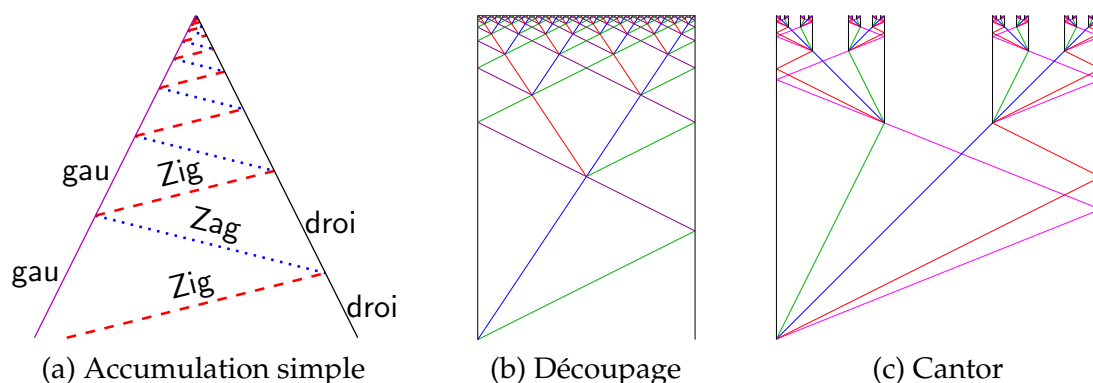 gau
Zig
Zag
droi
gau
Zig
droi
(a) Accumulation simple
(b) Découpage
(c) Cantor